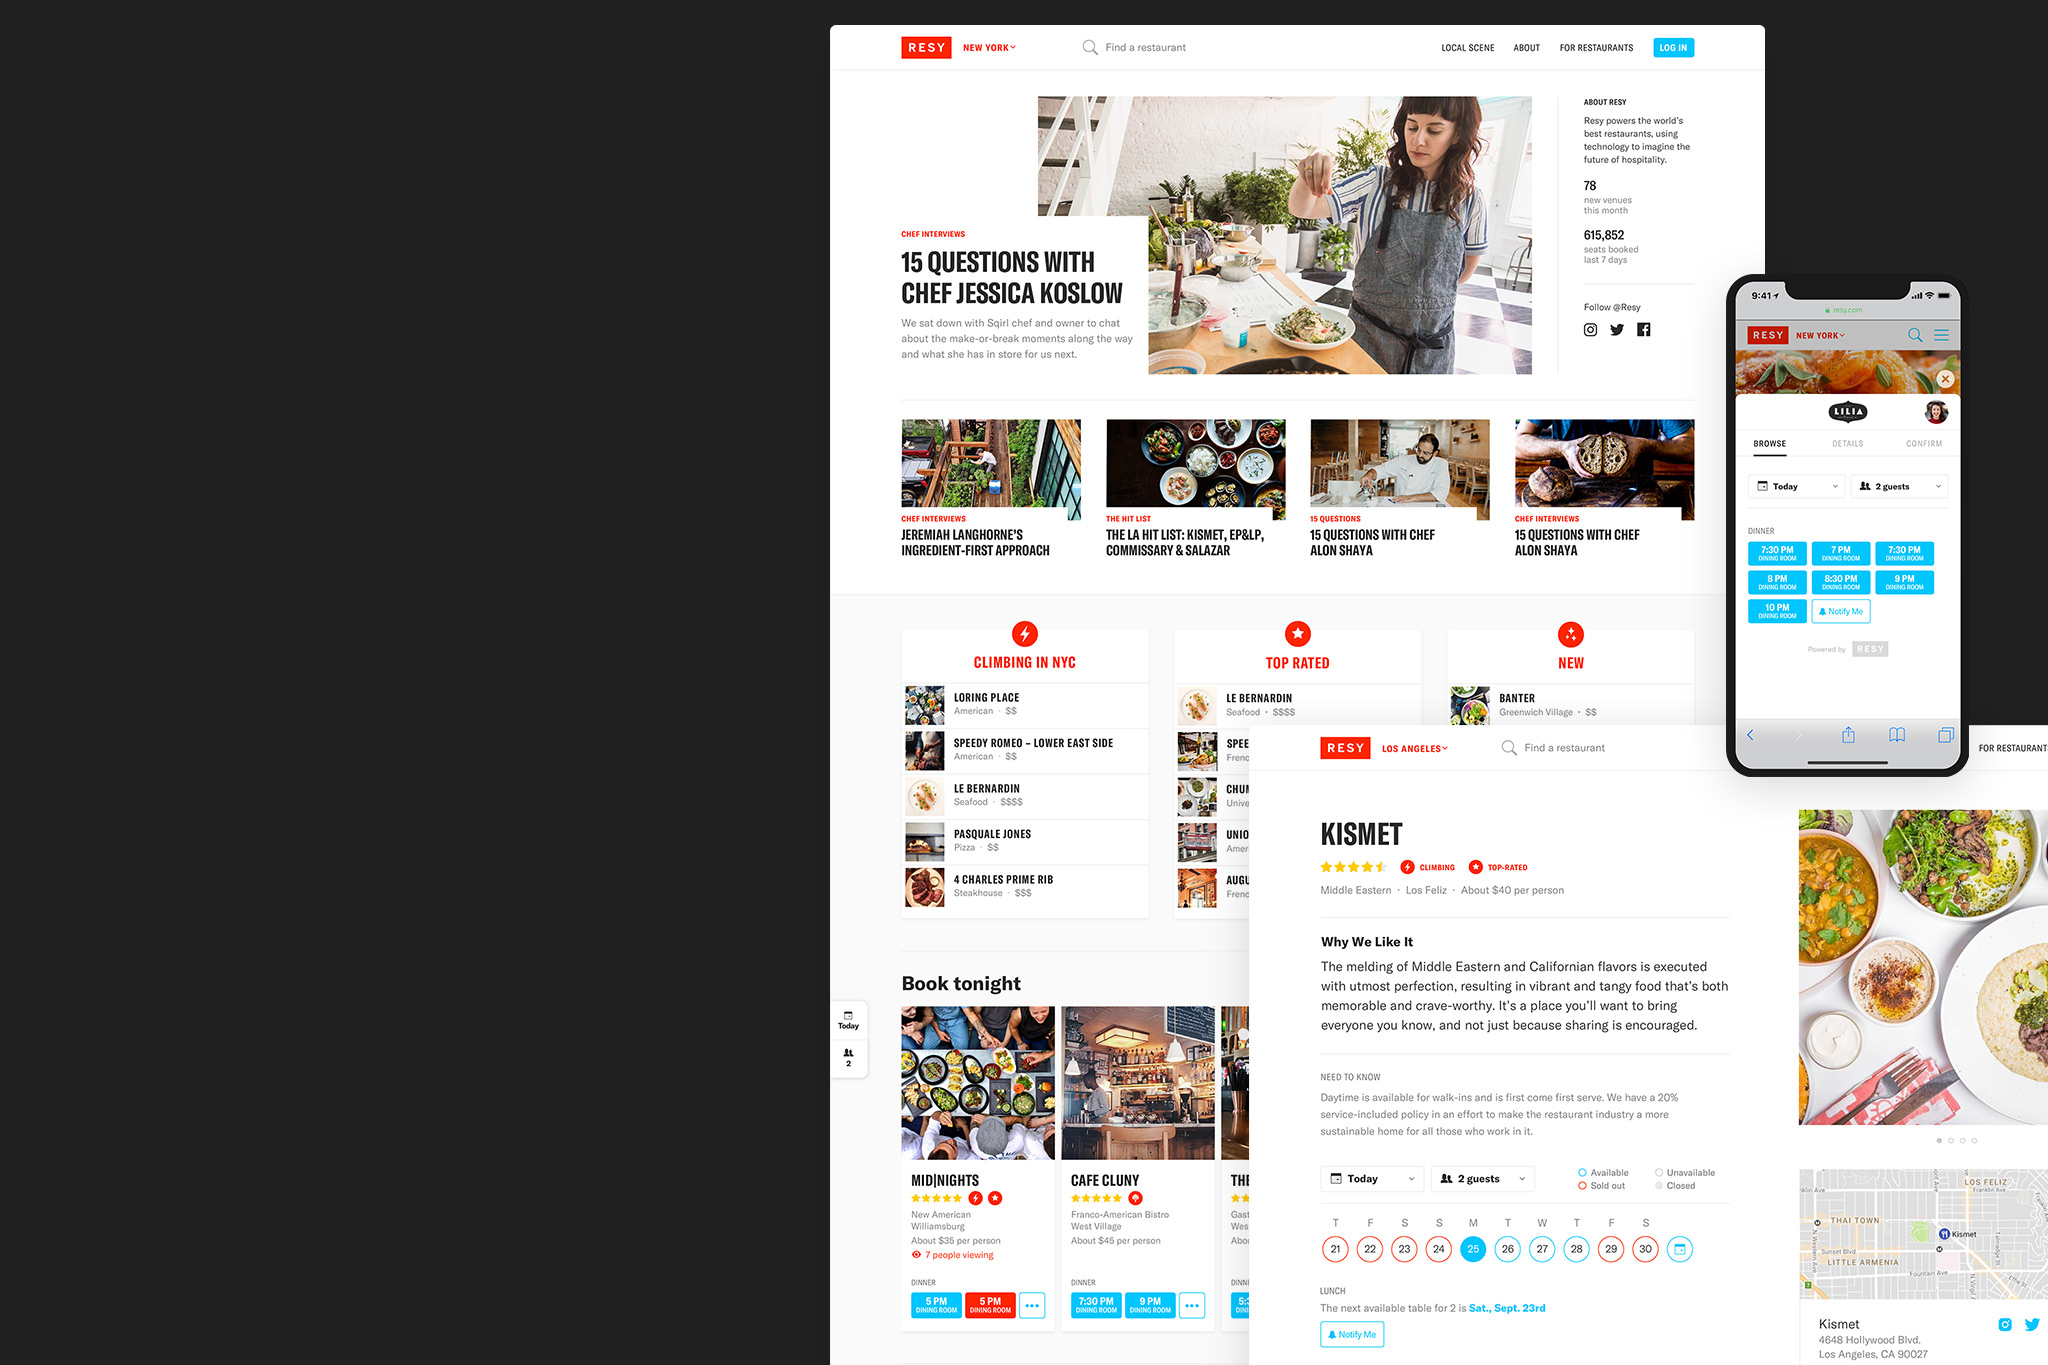 RESY
NEW YORK
Find a restaurant
LOCAL SCENE
ABOUT
FOR RESTAURANTS
LOG IN
CHEF INTERVIEWS
15 QUESTIONS WITH
CHEF JESSICA KOSLOW
We sat down with Sqirl chef and owner to chat
about the make-or-break moments along the way
and what she has in store for us next.
ABOUT RESY
Resy powers the world's
best restaurants, using
technology to imagine the
future of hospitality.
78
new venues
this month
615,852
seats booked
last 7 days
Follow @Resy
CHEF INTERVIEWS
JEREMIAH LANGHORNE'S
INGREDIENT-FIRST APPROACH
THE HIT LIST
THE LA HIT LIST: KISMET, EP&LP,
COMMISSARY & SALAZAR
15 QUESTIONS
15 QUESTIONS WITH CHEF
ALON SHAYA
CHEF INTERVIEWS
15 QUESTIONS WITH CHEF
ALON SHAYA
CLIMBING IN NYC
LORING PLACE
American · $$
SPEEDY ROMEO – LOWER EAST SIDE
American · $$
LE BERNARDIN
Seafood · $$$$
PASQUALE JONES
Pizza · $$
4 CHARLES PRIME RIB
Steakhouse · $$$
TOP RATED
LE BERNARDIN
Seafood · $$$$
SPEE
Frenc
CHUM
Unive
UNIO
Amer
AUGU
Frenc
NEW
BANTER
Greenwich Village · $$
Today
2
Book tonight
MID|NIGHTS
New American
Williamsburg
About $35 per person
7 people viewing
DINNER
5 PM
DINING ROOM
5 PM
DINING ROOM
CAFE CLUNY
Franco-American Bistro
West Village
About $45 per person
DINNER
7:30 PM
DINING ROOM
9 PM
DINING ROOM
THE
Gast
Wes
Abo
DINN
5:
DI
9:41
resy.com
RESY
NEW YORK
LILIA
BROWSE
DETAILS
CONFIRM
Today
2 guests
DINNER
7:30 PM
DINING ROOM
7 PM
DINING ROOM
7:30 PM
DINING ROOM
8 PM
DINING ROOM
8:30 PM
DINING ROOM
9 PM
DINING ROOM
10 PM
DINING ROOM
Notify Me
Powered by RESY
RESY
LOS ANGELES
Find a restaurant
FOR RESTAURANT
KISMET
CLIMBING
TOP-RATED
Middle Eastern · Los Feliz · About $40 per person
Why We Like It
The melding of Middle Eastern and Californian flavors is executed
with utmost perfection, resulting in vibrant and tangy food that's both
memorable and crave-worthy. It's a place you'll want to bring
everyone you know, and not just because sharing is encouraged.
NEED TO KNOW
Daytime is available for walk-ins and is first come first serve. We have a 20%
service-included policy in an effort to make the restaurant industry a more
sustainable home for all those who work in it.
Today
2 guests
Available
Unavailable
Sold out
Closed
T F S S M T W T F S
21 22 23 24 25 26 27 28 29 30
LUNCH
The next available table for 2 is Sat., Sept. 23rd
Notify Me
LOS FELIZ
Franklin Ave
nklin Ave
THAI TOWN
Kismet
Sunset Blvd
LITTLE ARMENIA
Fountain Ave
Kismet
4648 Hollywood Blvd.
Los Angeles, CA 90027